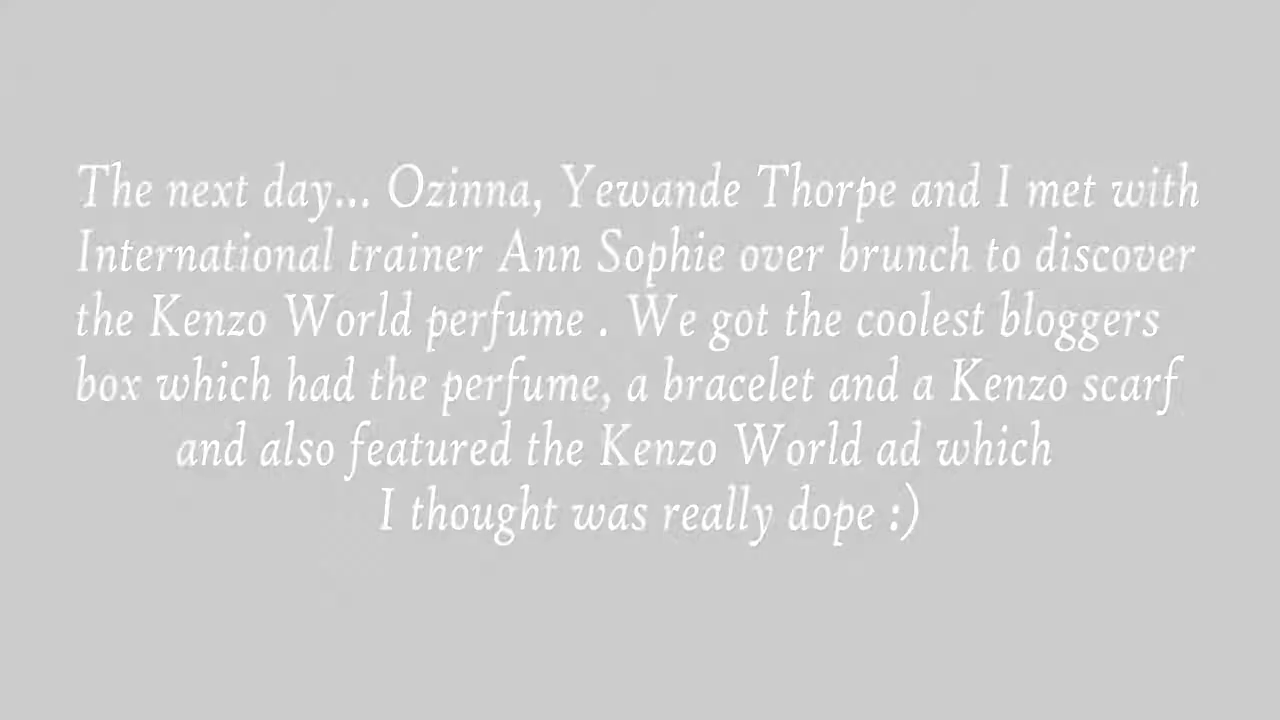 The next day... Ozinna, Yewande Thorpe and I met with
International trainer Ann Sophie over brunch to discover
the Kenzo World perfume . We got the coolest bloggers
box which had the perfume, a bracelet and a Kenzo scarf
and also featured the Kenzo World ad which
I thought was really dope :)